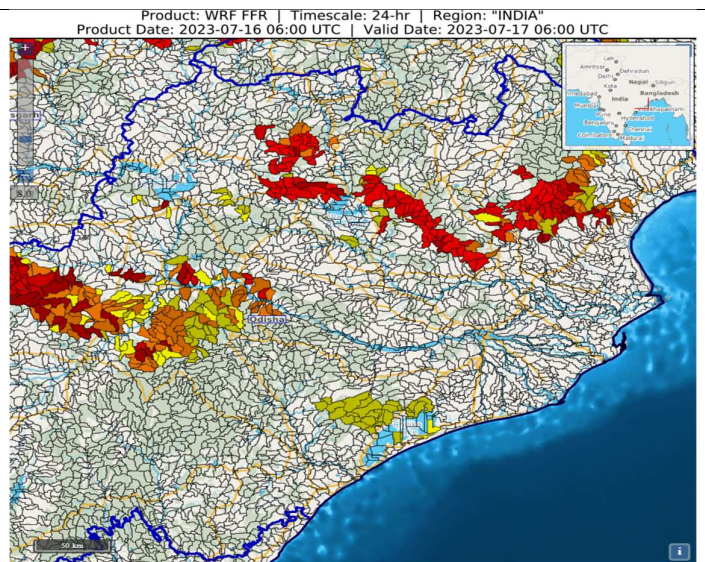 Product: WRF FFR | Timescale: 24-hr | Region: "INDIA"
Product Date: 2023-07-16 06:00 UTC | Valid Date: 2023-07-17 06:00 UTC
+
Leh
Amritsar
Dehradun
Delhi
Nepal
Siliguri
Kota
Bangladesh
India
Mumbai
Pune
Hyderabad
Bengaluru
Chennai
Coimbatore
Madurai
sgarh
Odisha
50 km
i